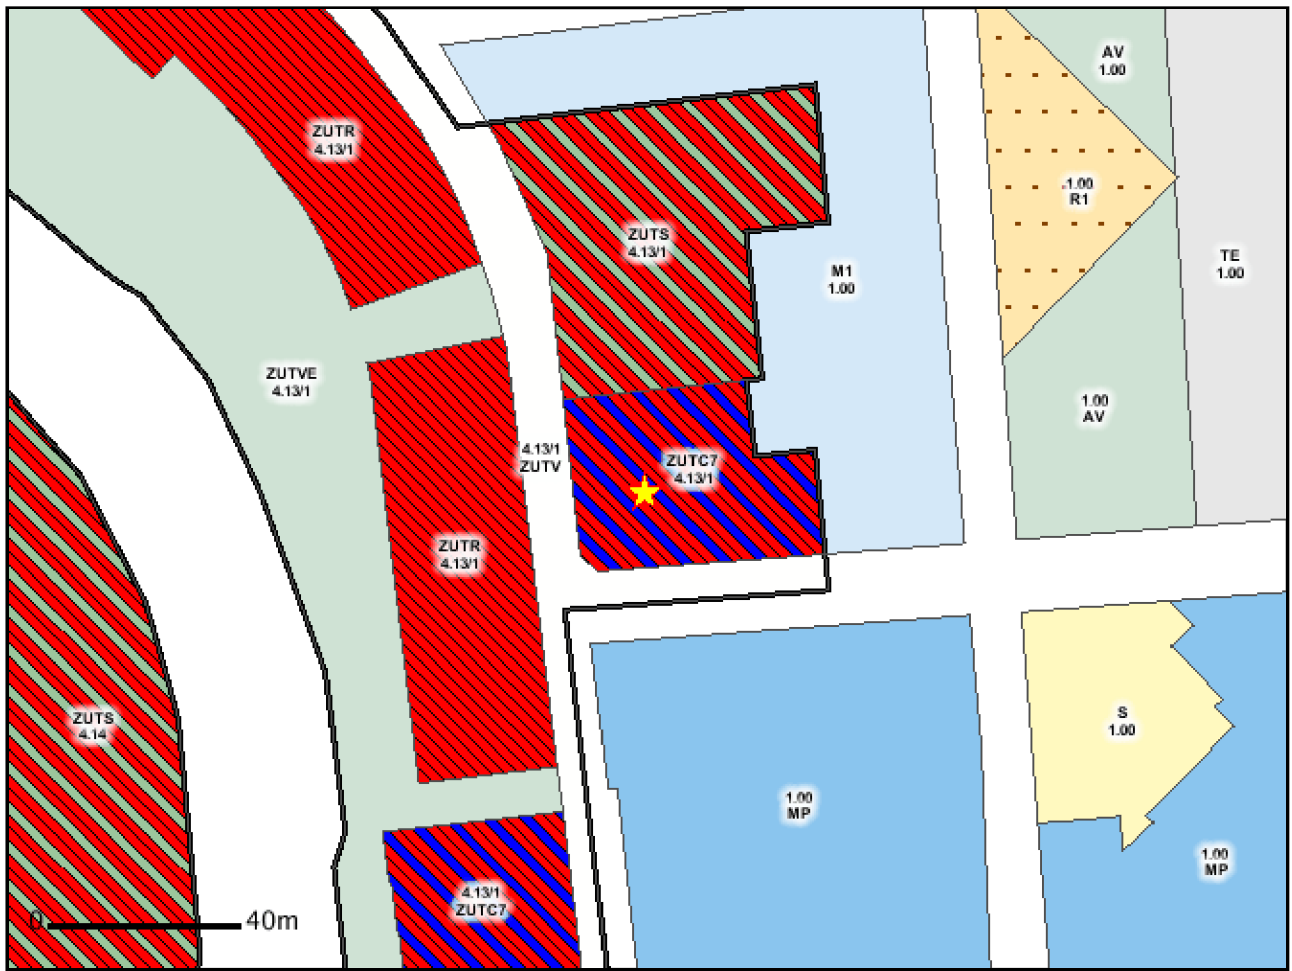 AV
1.00
ZUTR
4.13/1
1.00
R1
ZUTS
4.13/1
TE
1.00
M1
1.00
ZUTVE
4.13/1
1.00
AV
4.13/1
ZUTV
ZUTC7
4.13/1
ZUTR
4.13/1
ZUTS
4.14
S
1.00
1.00
MP
1.00
MP
4.13/1
ZUTC7
0 40m